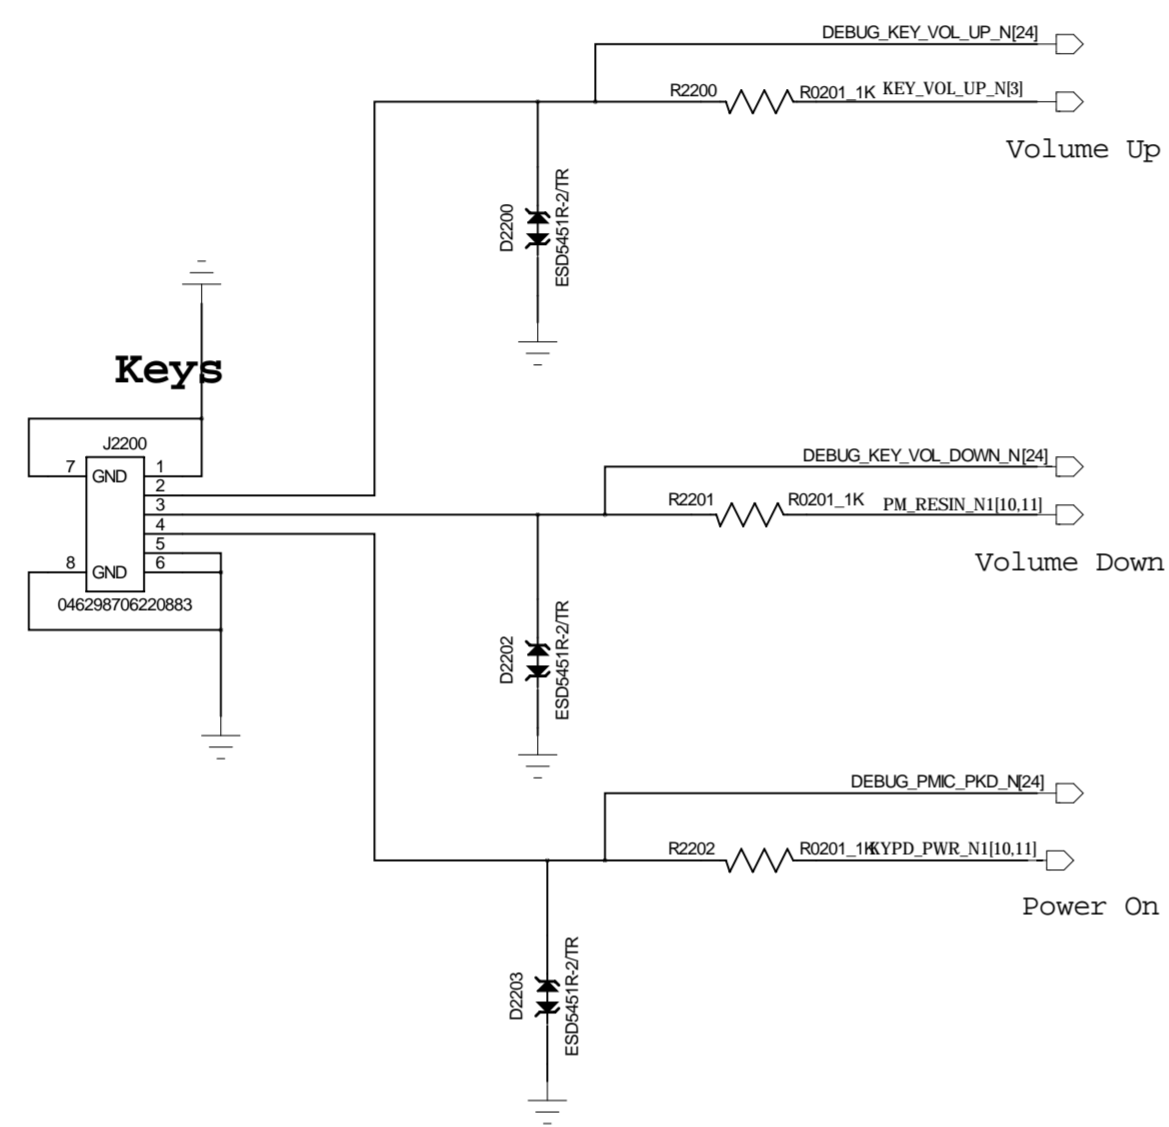 DEBUG_KEY_VOL_UP_N[24]
R2200
R0201_1K
KEY_VOL_UP_N[3]
Volume Up
D2200
ESD5451R-2/TR
Keys
J2200
7
GND
1
2
3
4
5
8
GND
6
046298706220883
DEBUG_KEY_VOL_DOWN_N[24]
R2201
R0201_1K
PM_RESIN_N1[10,11]
Volume Down
D2202
ESD5451R-2/TR
DEBUG_PMIC_PKD_N[24]
R2202
R0201_1K
KYPD_PWR_N1[10,11]
Power On
D2203
ESD5451R-2/TR